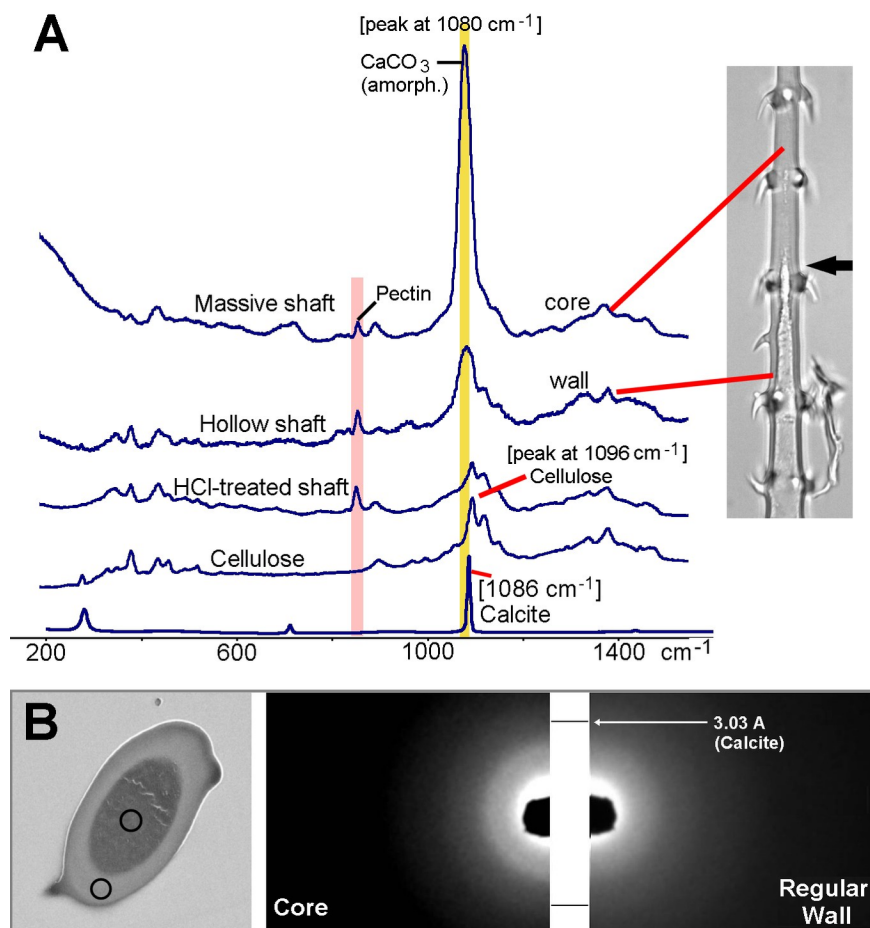 A
[peak at 1080 cm-1]
CaCO3
(amorph.)
Massive shaft
Pectin
core
Hollow shaft
wall
HCl-treated shaft
[peak at 1096 cm-1]
Cellulose
Cellulose
[1086 cm-1]
Calcite
200 600 1000 1400 cm-1
B
3.03 A
(Calcite)
Core
Regular
Wall